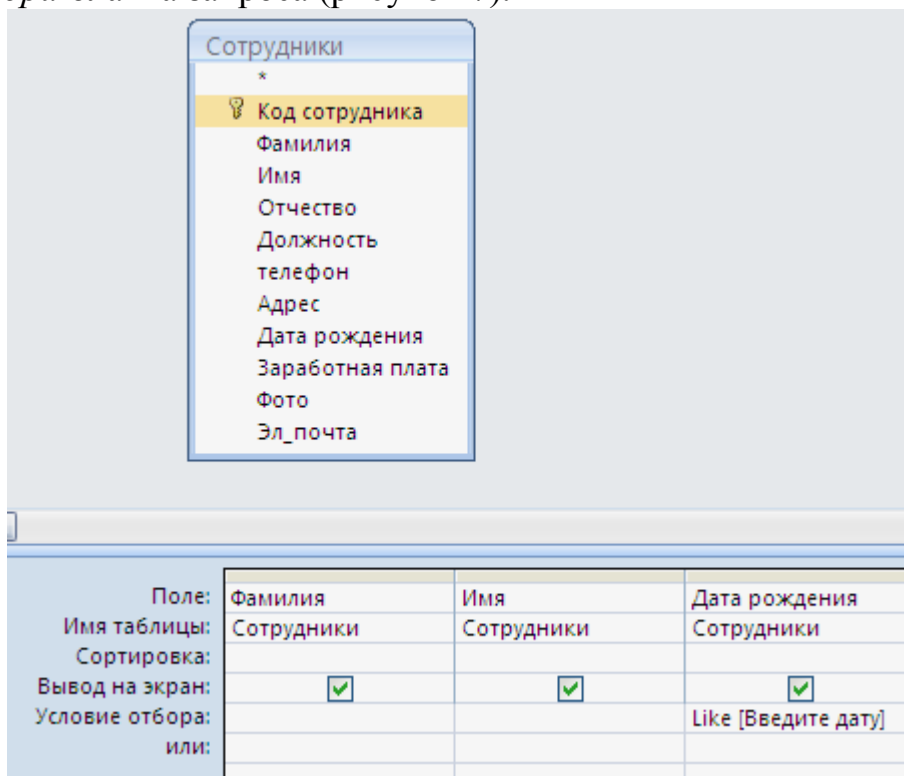 Сотрудники
*
Код сотрудника
Фамилия
Имя
Отчество
Должность
телефон
Адрес
Дата рождения
Заработная плата
Фото
Эл_почта
Поле: Фамилия Имя Дата рождения
Имя таблицы: Сотрудники Сотрудники Сотрудники
Сортировка:
Вывод на экран:
Условие отбора: Like [Введите дату]
или: